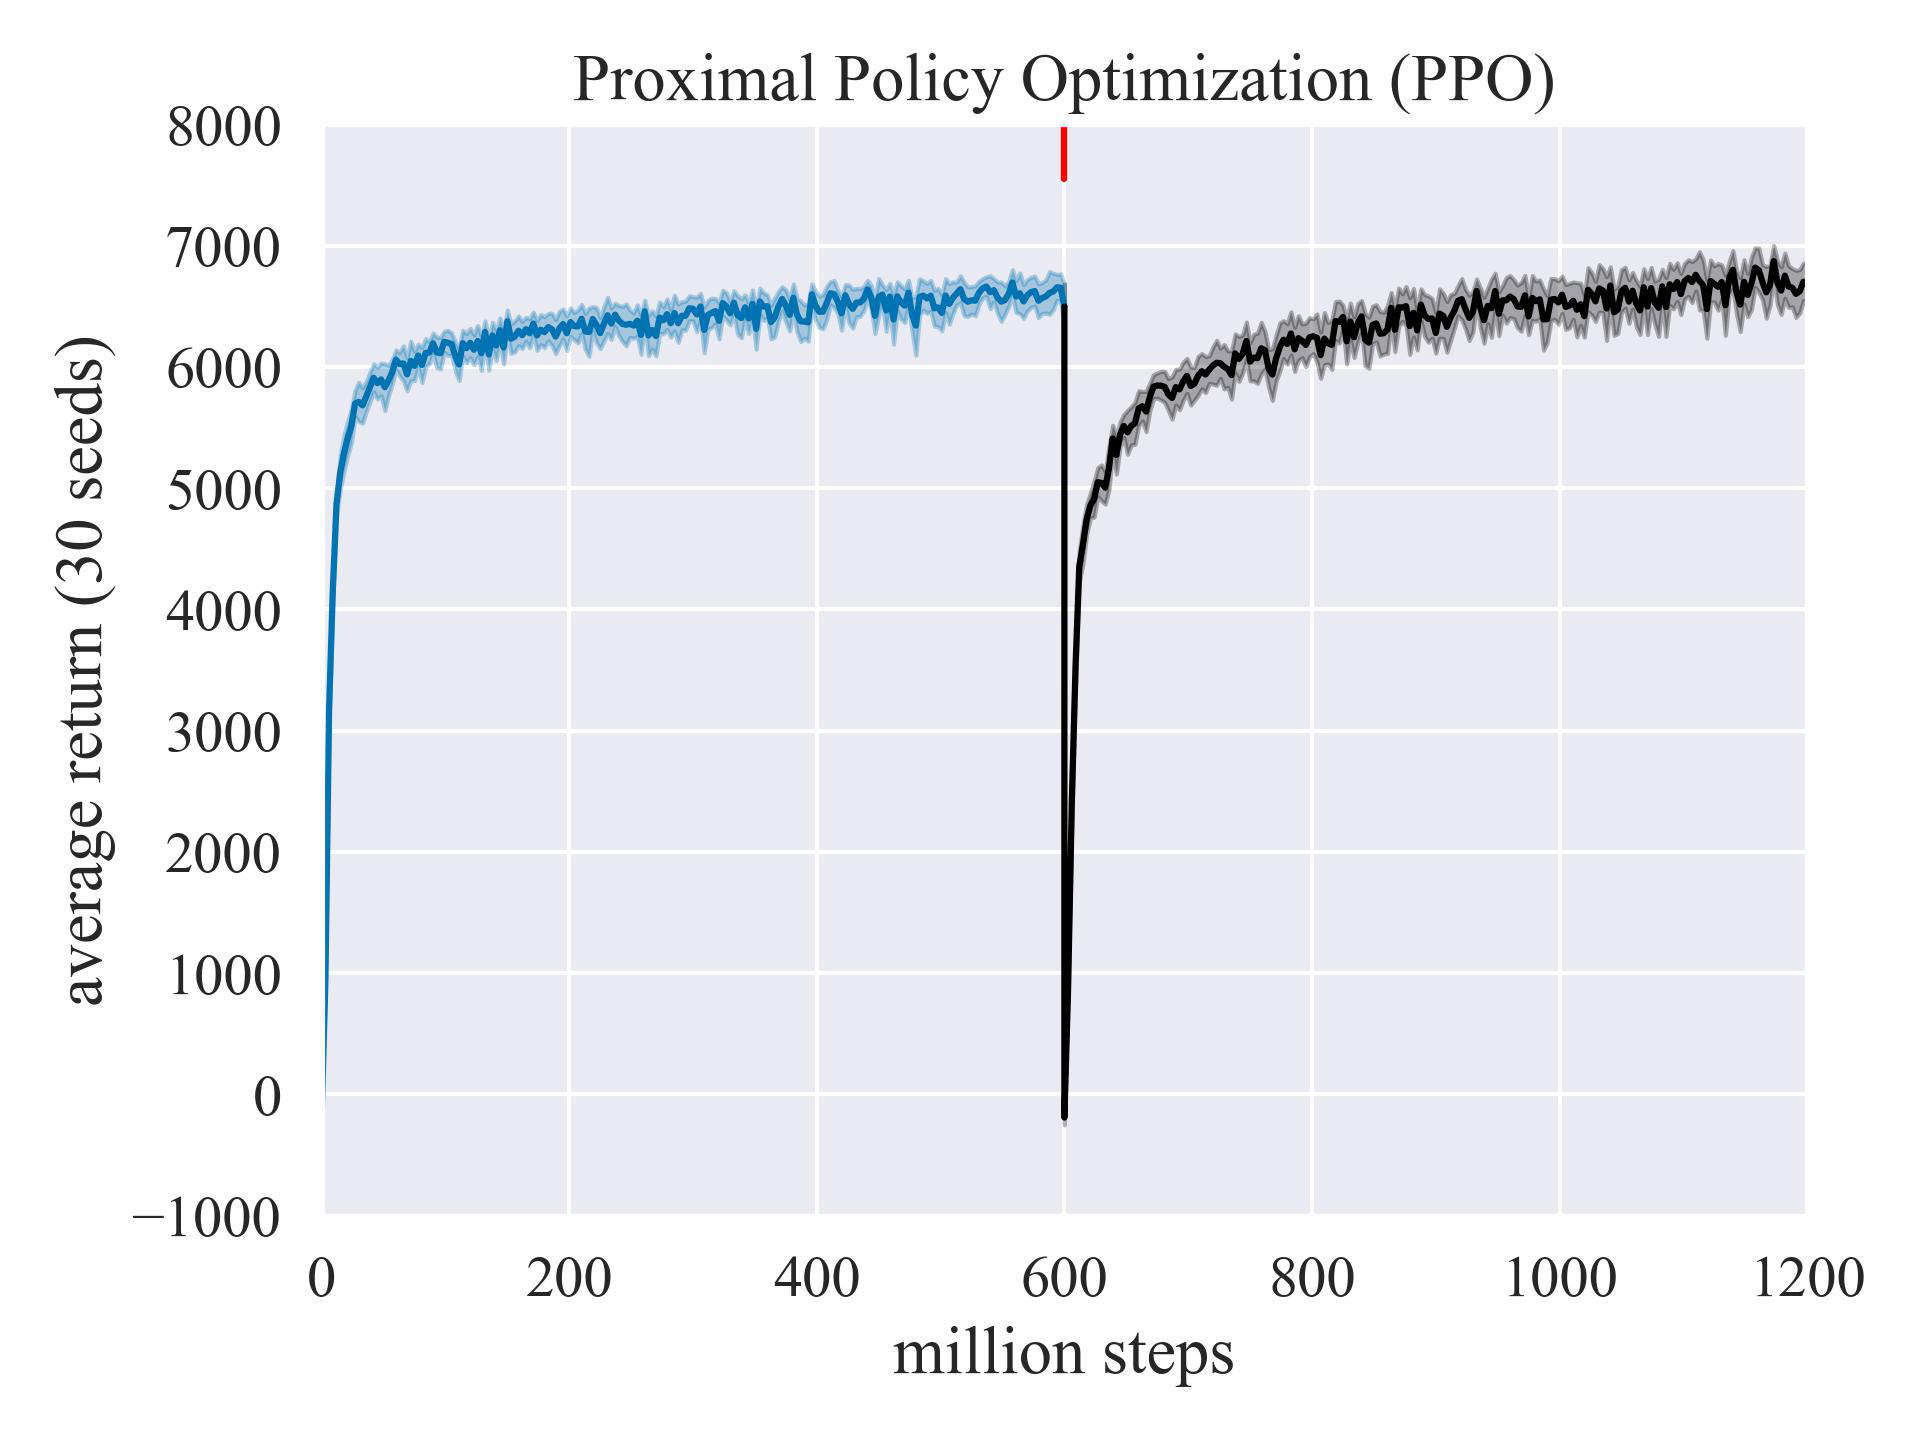 Proximal Policy Optimization (PPO)
8000
7000
6000
5000
4000
3000
2000
1000
0
−1000
average return (30 seeds)
0 200 400 600 800 1000 1200
million steps